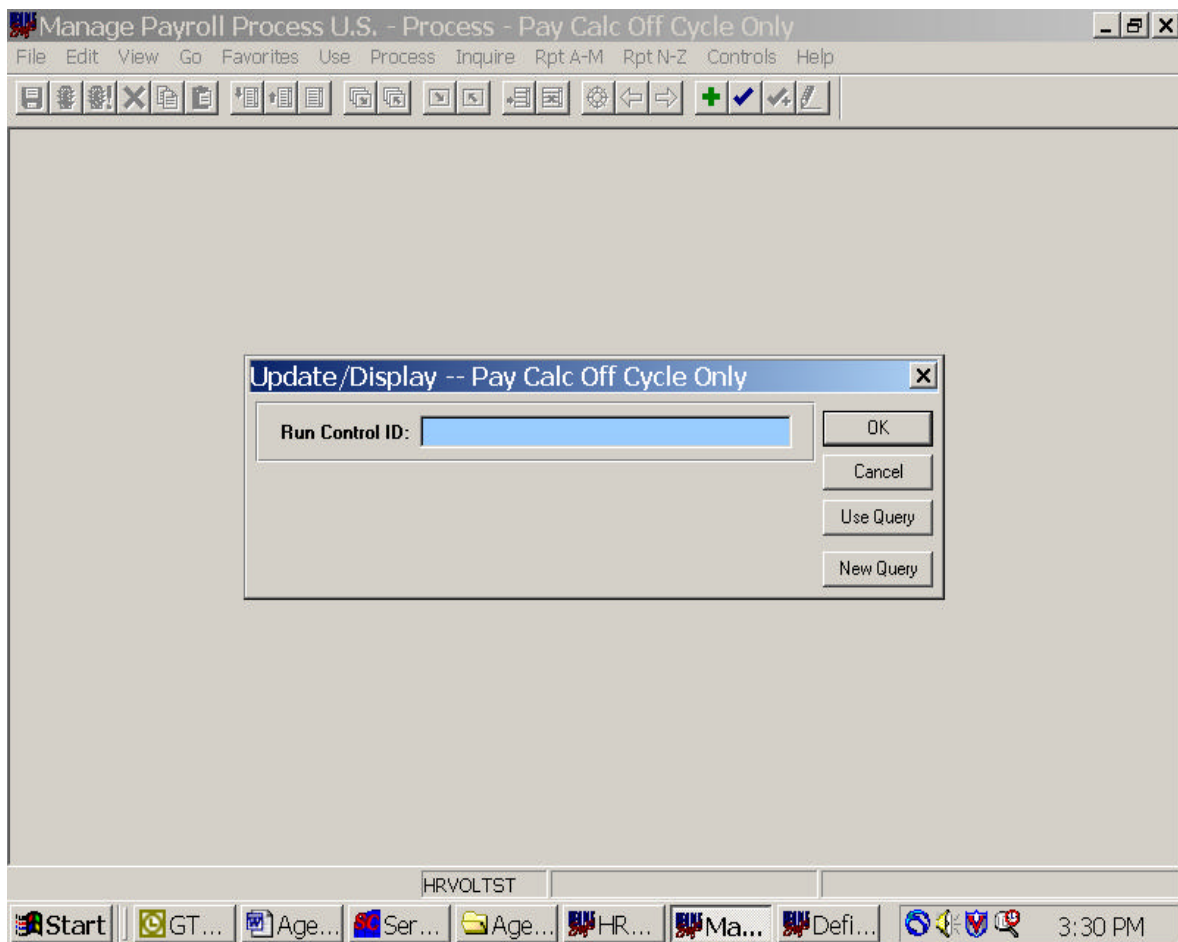 Manage Payroll Process U.S. - Process - Pay Calc Off Cycle Only
File Edit View Go Favorites Use Process Inquire Rpt A-M Rpt N-Z Controls Help
Update/Display -- Pay Calc Off Cycle Only
Run Control ID:
OK
Cancel
Use Query
New Query
HRVOLTST
Start GT... Age... Ser... Age... HR... Ma... Defi... 3:30 PM